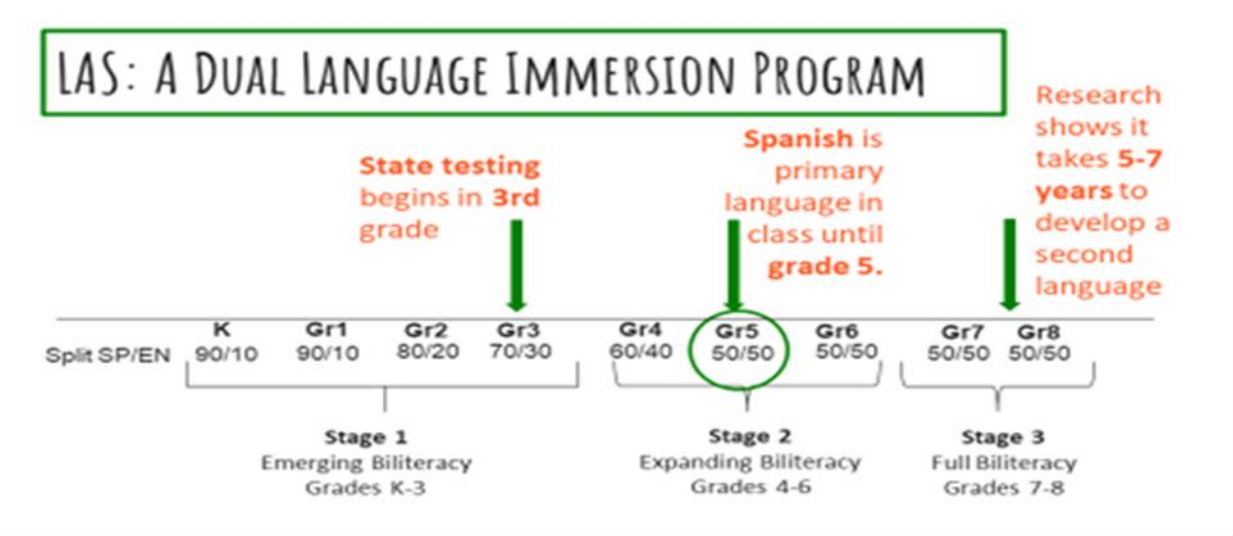 LAS: A DUAL LANGUAGE IMMERSION PROGRAM
State testing
begins in 3rd
grade
Spanish is
primary
language in
class until
grade 5.
Research
shows it
takes 5-7
years to
develop a
second
language
K Gr1 Gr2 Gr3 Gr4 Gr5 Gr6 Gr7 Gr8
Split SP/EN 90/10 90/10 80/20 70/30 60/40 50/50 50/50 50/50 50/50
Stage 1
Emerging Biliteracy
Grades K-3
Stage 2
Expanding Biliteracy
Grades 4-6
Stage 3
Full Biliteracy
Grades 7-8